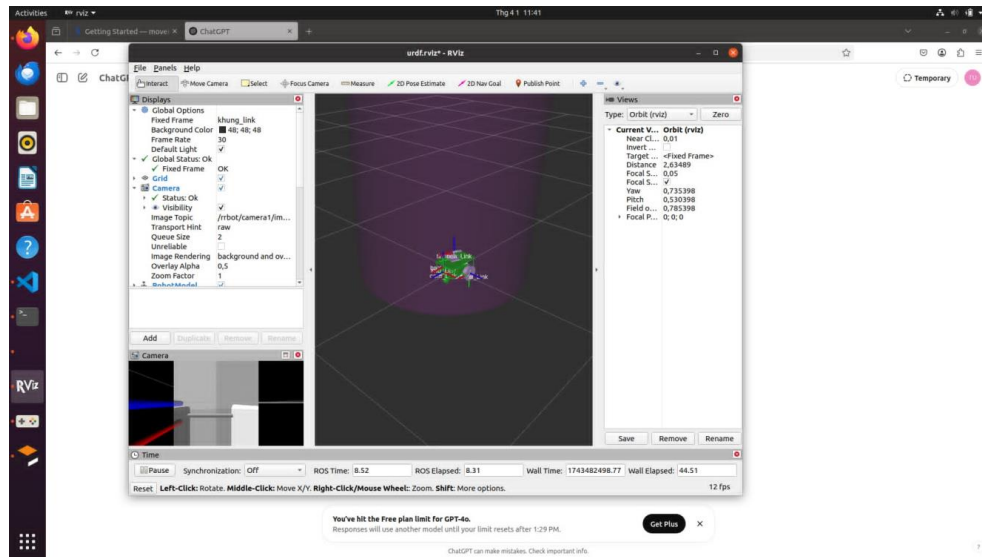 Activities
rviz
Thg 4 1 11:41
Getting Started — move
ChatGPT
urdf.rviz* - RViz
ChatG
Temporary
File Panels Help
Interact Move Camera Select Focus Camera Measure 2D Pose Estimate 2D Nav Goal Publish Point
Displays
Global Options
Fixed Frame khung_link
Background Color 48; 48; 48
Frame Rate 30
Default Light
Global Status: Ok
Fixed Frame OK
Grid
Camera
Status: Ok
Visibility
Image Topic /rrbot/camera1/im...
Transport Hint raw
Queue Size 2
Unreliable
Image Rendering background and ov...
Overlay Alpha 0,5
Zoom Factor 1
RobotModel
Add Duplicate Remove Rename
Camera
Views
Type: Orbit (rviz) Zero
Current V... Orbit (rviz)
Near Cl... 0,01
Invert ...
Target ... <Fixed Frame>
Distance 2,63489
Focal S... 0,05
Focal S...
Yaw 0,735398
Pitch 0,530398
Field o... 0,785398
Focal P... 0; 0; 0
Save Remove Rename
RViz
Time
Pause Synchronization: Off ROS Time: 8.52 ROS Elapsed: 8.31 Wall Time: 1743482498.77 Wall Elapsed: 44.51
Reset Left-Click: Rotate. Middle-Click: Move X/Y. Right-Click/Mouse Wheel:: Zoom. Shift: More options. 12 fps
You've hit the Free plan limit for GPT-4o.
Responses will use another model until your limit resets after 1:29 PM.
Get Plus
ChatGPT can make mistakes. Check important info.